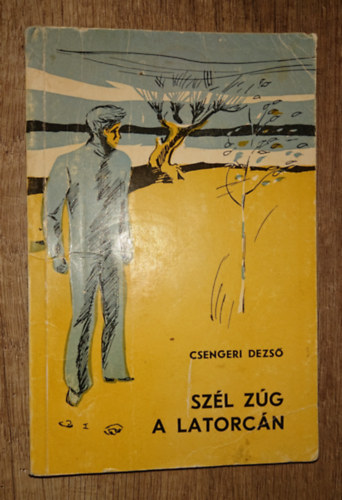 CSENGERI DEZSŐ
SZÉL ZÚG
A LATORCÁN